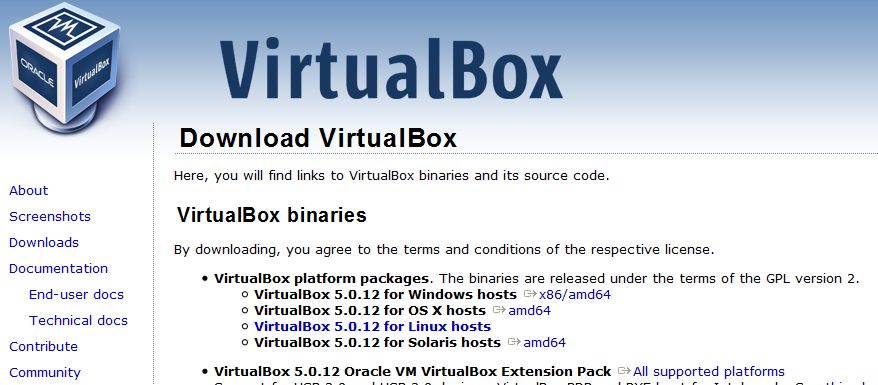 ORACLE
VirtualBox
VirtualBox
Download VirtualBox
Here, you will find links to VirtualBox binaries and its source code.
About
Screenshots
Downloads
Documentation
End-user docs
Technical docs
Contribute
Community
VirtualBox binaries
By downloading, you agree to the terms and conditions of the respective license.
• VirtualBox platform packages. The binaries are released under the terms of the GPL version 2.
VirtualBox 5.0.12 for Windows hosts x86/amd64
VirtualBox 5.0.12 for OS X hosts amd64
VirtualBox 5.0.12 for Linux hosts
VirtualBox 5.0.12 for Solaris hosts amd64
• VirtualBox 5.0.12 Oracle VM VirtualBox Extension Pack All supported platforms